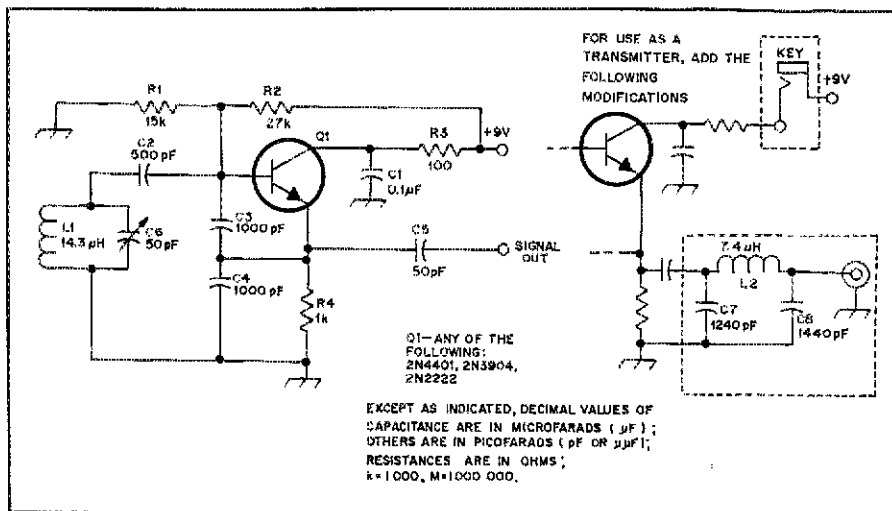 FOR USE AS A
TRANSMITTER, ADD THE
FOLLOWING
MODIFICATIONS
KEY
+9V
R1
15k
R2
27k
Q1
R3
100
+9V
C2
500 pF
C1
0.1µF
L1
14.3 µH
C6
50 pF
C3
1000 pF
C4
1000 pF
C5
50pF
SIGNAL
OUT
R4
1k
7.4 µH
L2
C7
1240 pF
C8
1440 pF
Q1—ANY OF THE
FOLLOWING:
2N4401, 2N3904,
2N2222
EXCEPT AS INDICATED, DECIMAL VALUES OF
CAPACITANCE ARE IN MICROFARADS ( µF ) ;
OTHERS ARE IN PICOFARADS ( pF OR µµF);
RESISTANCES ARE IN OHMS ;
k=1000, M=1000 000.